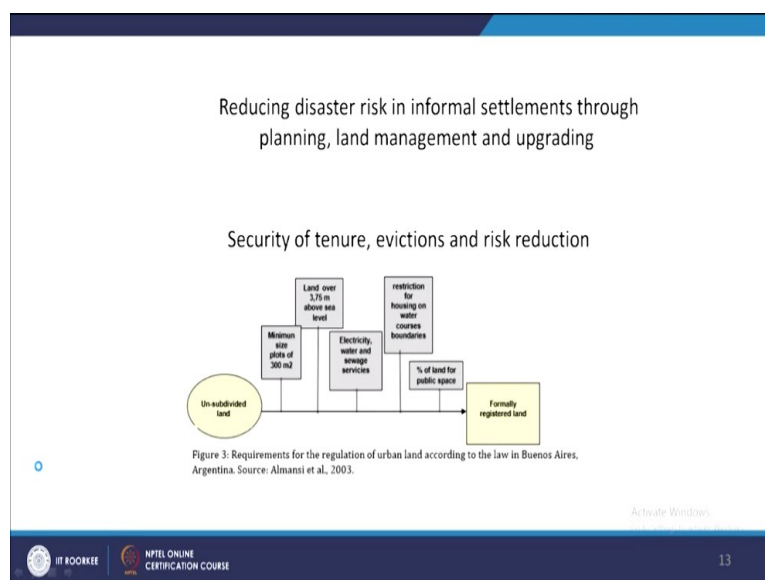 Reducing disaster risk in informal settlements through
planning, land management and upgrading
Security of tenure, evictions and risk reduction
Land over
3,75 m
above sea
level
restriction
for
housing on
water
courses
boundaries
Minimun
size
plots of
300 m2
Electricity,
water and
sewage
servicies
% of land for
public space
Un-subdivided
land
Formally
registered land
Figure 3: Requirements for the regulation of urban land according to the law in Buenos Aires,
Argentina. Source: Almansi et al., 2003.
Activate Windows
IIT ROORKEE
NPTEL ONLINE
CERTIFICATION COURSE
13